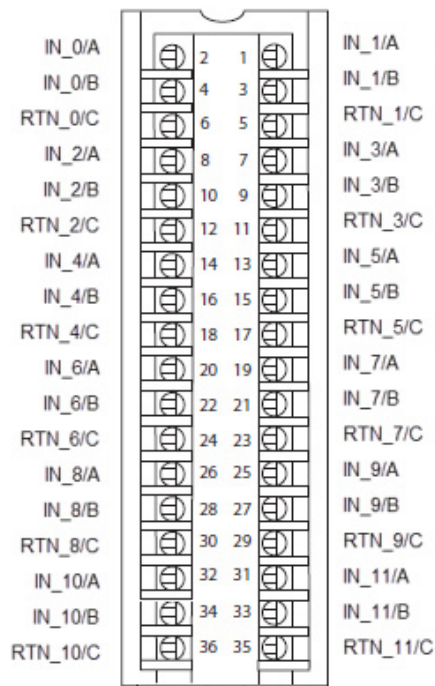 IN_0/A 2 1 IN_1/A
IN_0/B 4 3 IN_1/B
RTN_0/C 6 5 RTN_1/C
IN_2/A 8 7 IN_3/A
IN_2/B 10 9 IN_3/B
RTN_2/C 12 11 RTN_3/C
IN_4/A 14 13 IN_5/A
IN_4/B 16 15 IN_5/B
RTN_4/C 18 17 RTN_5/C
IN_6/A 20 19 IN_7/A
IN_6/B 22 21 IN_7/B
RTN_6/C 24 23 RTN_7/C
IN_8/A 26 25 IN_9/A
IN_8/B 28 27 IN_9/B
RTN_8/C 30 29 RTN_9/C
IN_10/A 32 31 IN_11/A
IN_10/B 34 33 IN_11/B
RTN_10/C 36 35 RTN_11/C